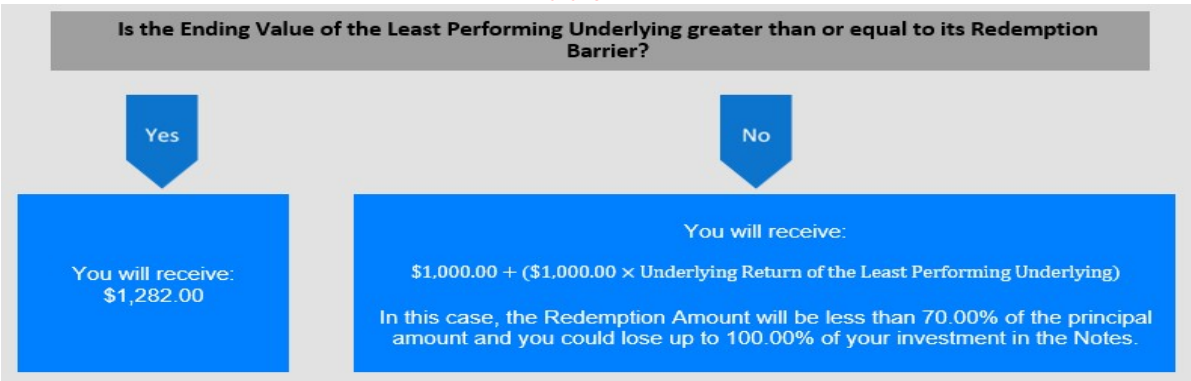 Is the Ending Value of the Least Performing Underlying greater than or equal to its Redemption
Barrier?
Yes
No
You will receive:
$1,282.00
You will receive:
$1,000.00 + ($1,000.00 × Underlying Return of the Least Performing Underlying)
In this case, the Redemption Amount will be less than 70.00% of the principal
amount and you could lose up to 100.00% of your investment in the Notes.